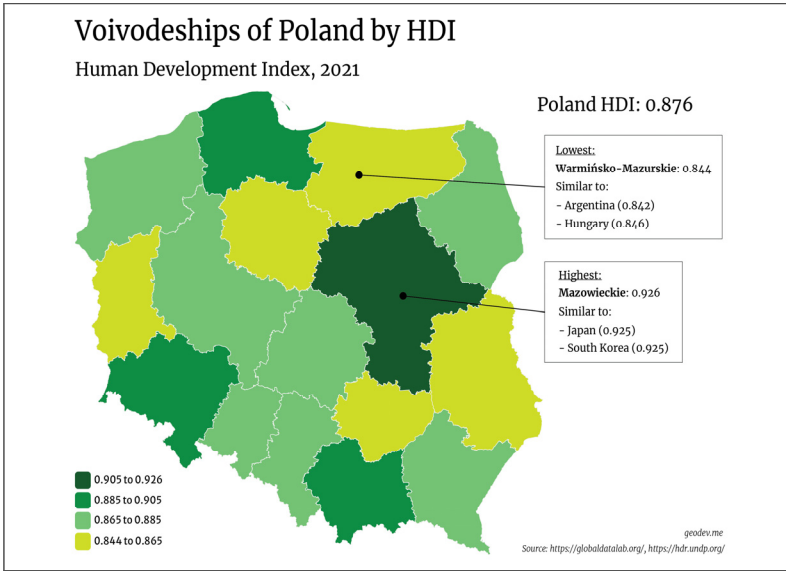 Voivodeships of Poland by HDI
Human Development Index, 2021
Poland HDI: 0.876
Lowest:
Warmińsko-Mazurskie: 0.844
Similar to:
- Argentina (0.842)
- Hungary (0.846)
Highest:
Mazowieckie: 0.926
Similar to:
- Japan (0.925)
- South Korea (0.925)
0.905 to 0.926
0.885 to 0.905
0.865 to 0.885
0.844 to 0.865
geodev.me
Source: https://globaldatalab.org/, https://hdr.undp.org/